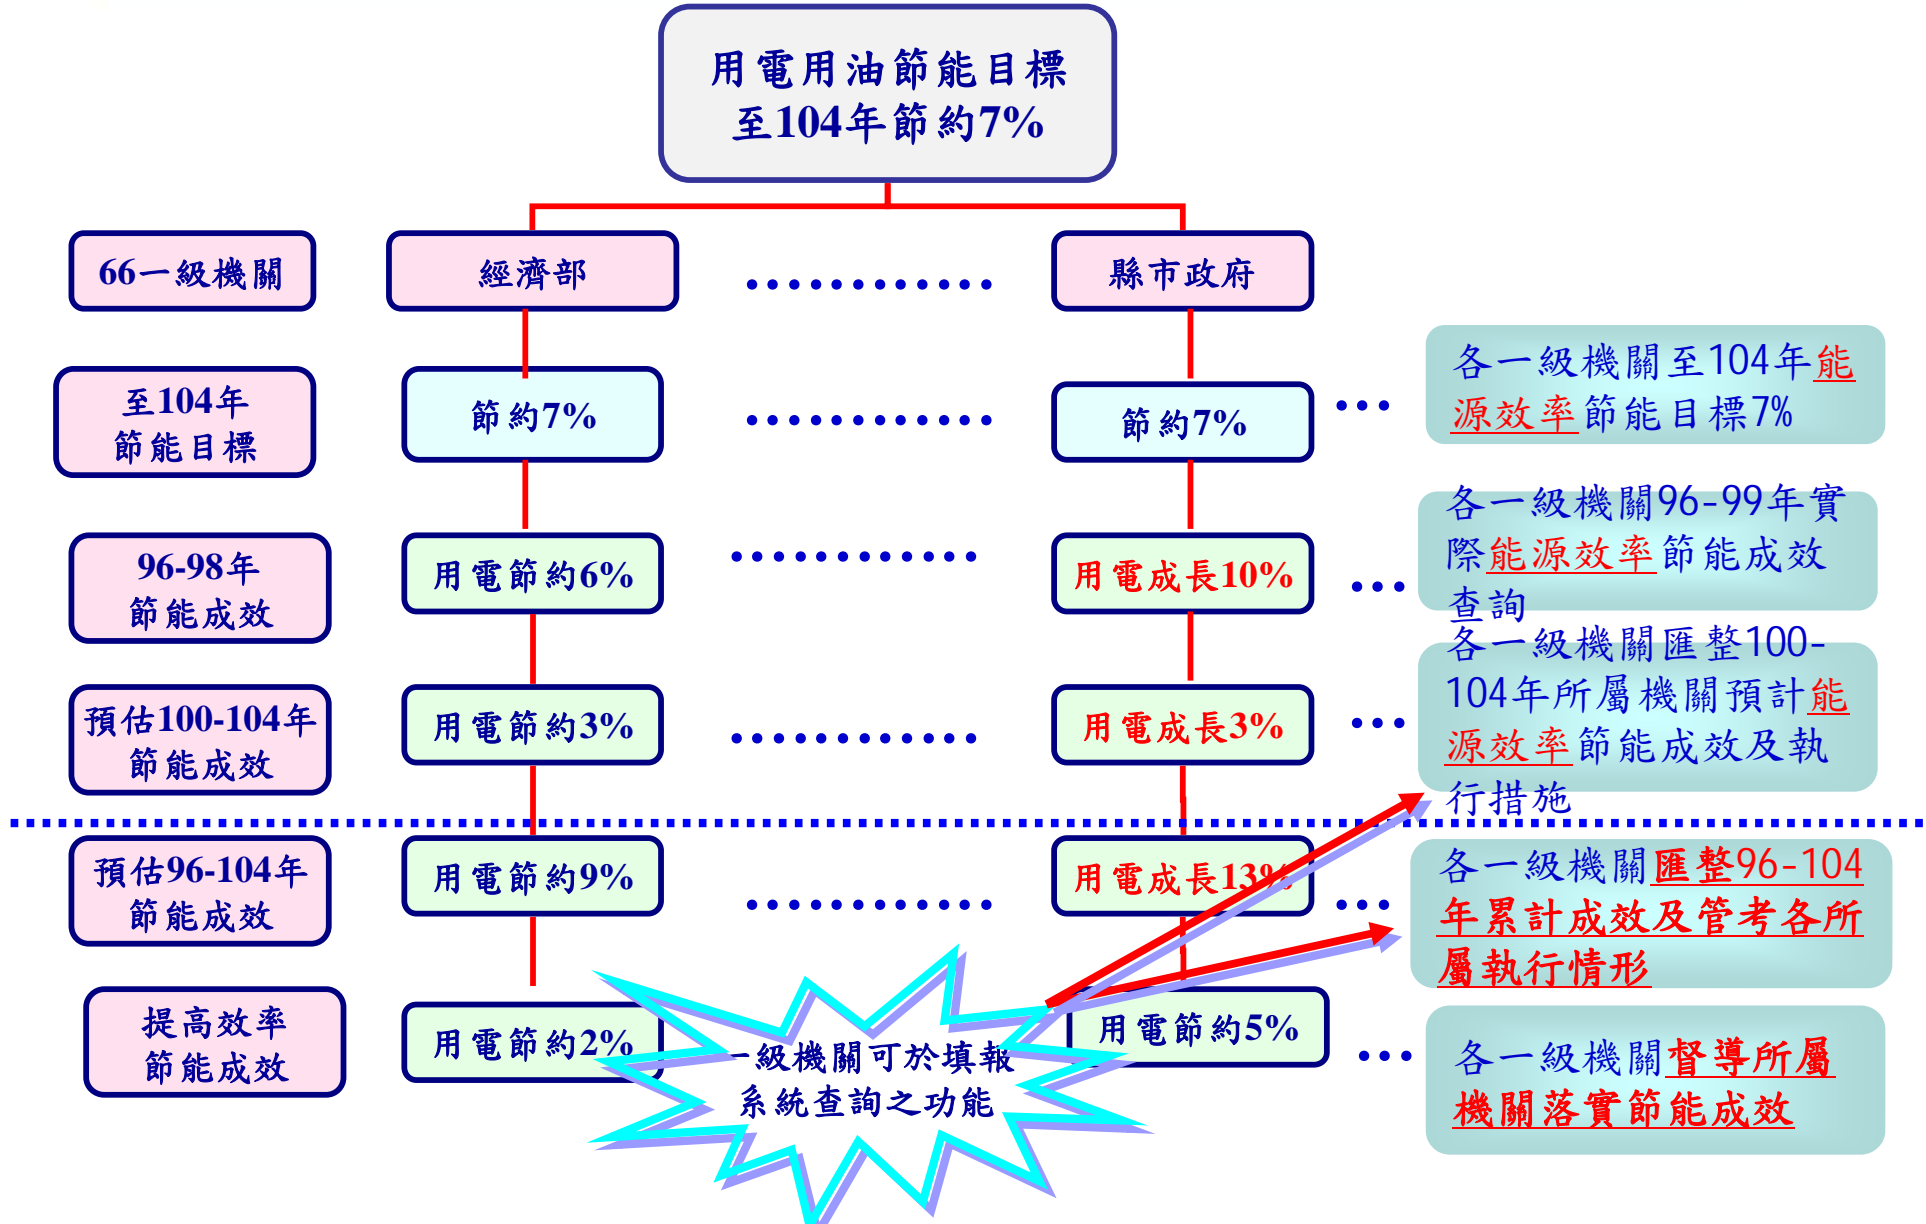 用電用油節能目標
至104年節約7%
66一級機關
經濟部
縣市政府
至104年
節能目標
節約7%
節約7%
各一級機關至104年能
源效率節能目標7%
96-98年
節能成效
用電節約6%
用電成長10%
各一級機關96-99年實
際能源效率節能成效
查詢
預估100-104年
節能成效
用電節約3%
用電成長3%
各一級機關匯整100-
104年所屬機關預計能
源效率節能成效及執
行措施
預估96-104年
節能成效
用電節約9%
用電成長13%
各一級機關匯整96-104
年累計成效及管考各所
屬執行情形
提高效率
節能成效
用電節約2%
一級機關可於填報
系統查詢之功能
用電節約5%
各一級機關督導所屬
機關落實節能成效